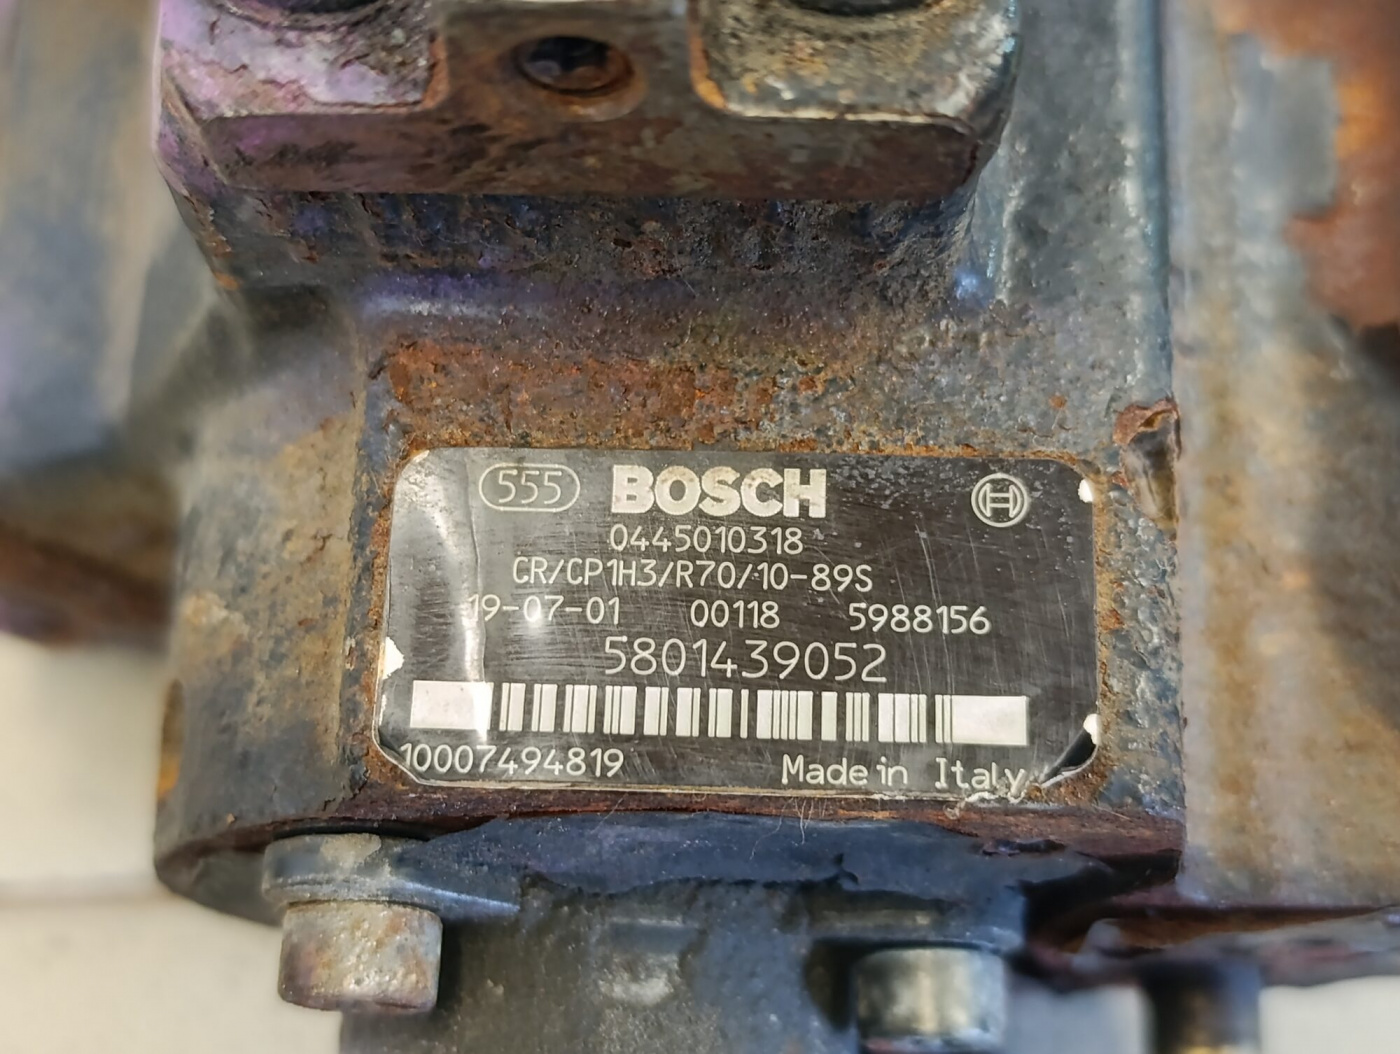 555 BOSCH
0445010318
CR/CP1H3/R70/10-89S
19-07-01 00118 5988156
5801439052
10007494819 Made in Italy